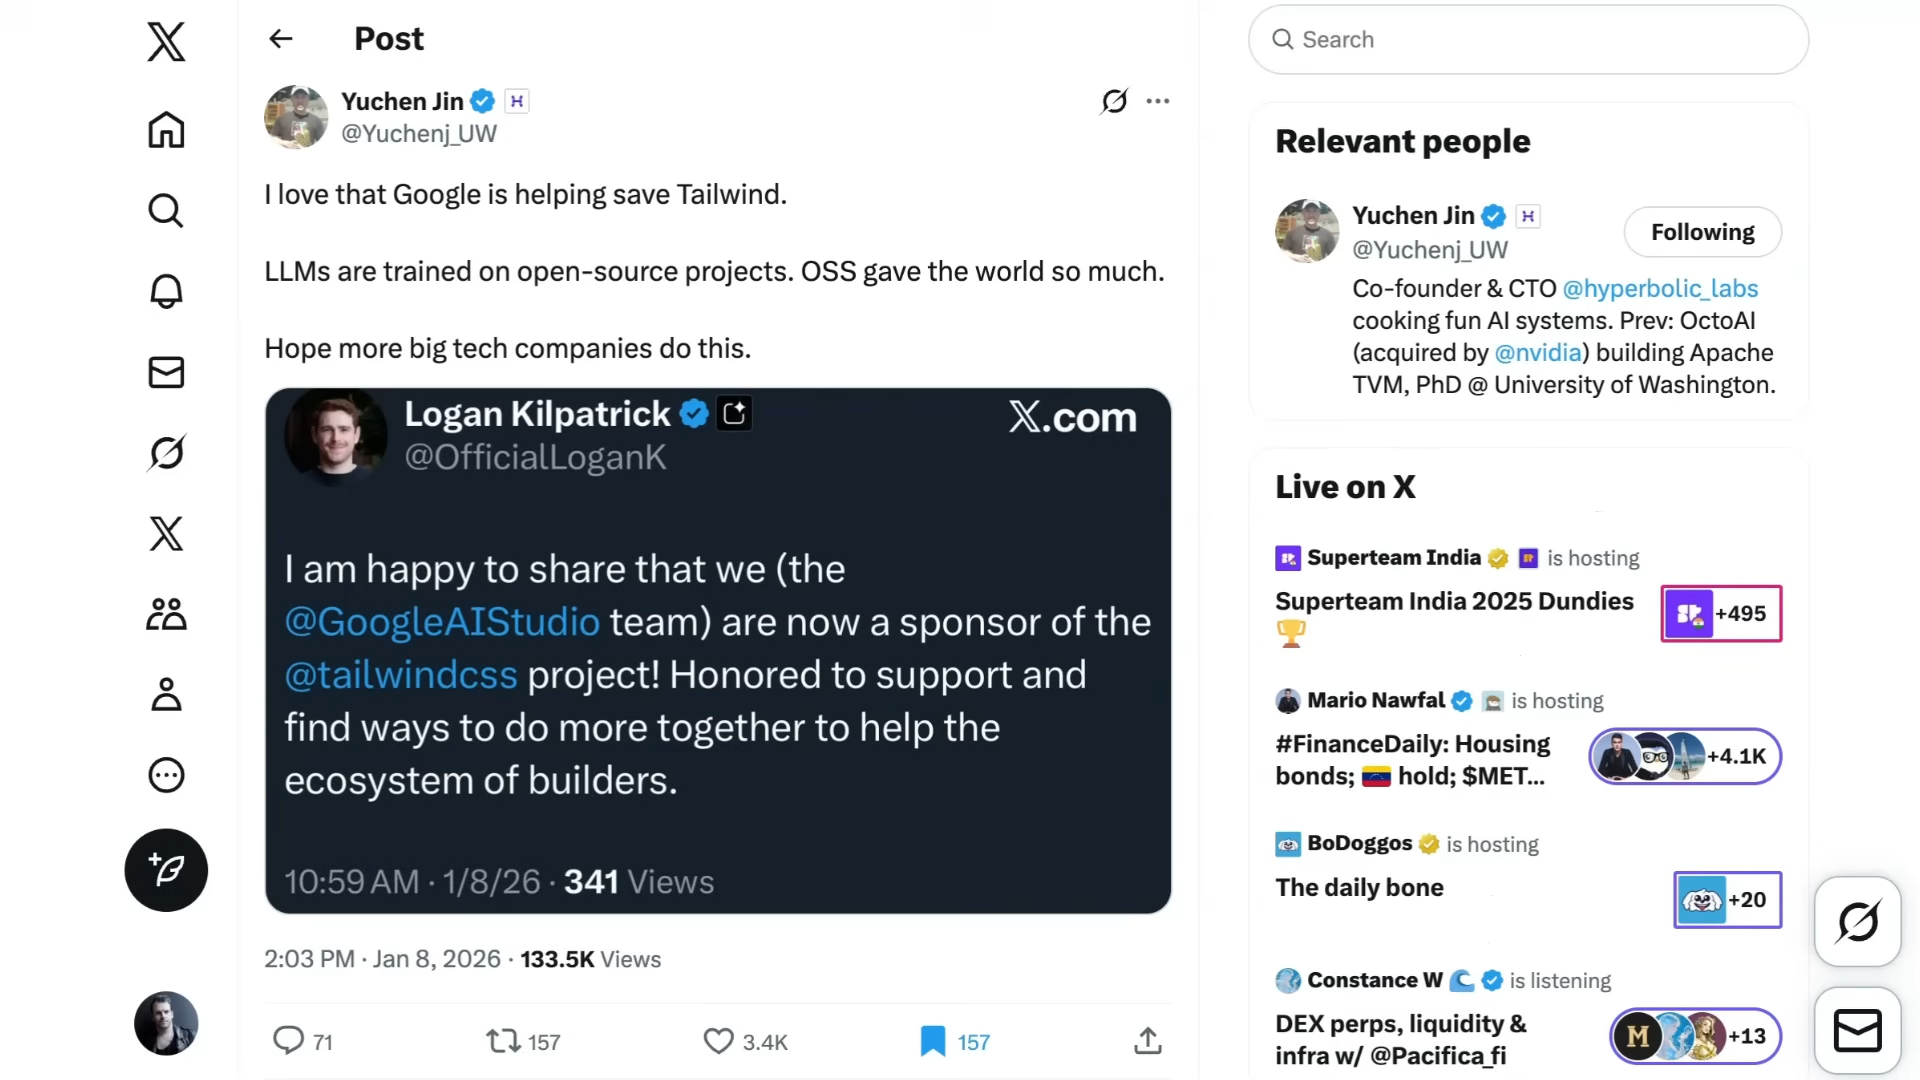 Post
Yuchen Jin
@Yuchenj_UW
I love that Google is helping save Tailwind.
LLMs are trained on open-source projects. OSS gave the world so much.
Hope more big tech companies do this.
Logan Kilpatrick
@OfficialLoganK
X.com
I am happy to share that we (the
@GoogleAIStudio team) are now a sponsor of the
@tailwindcss project! Honored to support and
find ways to do more together to help the
ecosystem of builders.
10:59 AM · 1/8/26 · 341 Views
2:03 PM · Jan 8, 2026 · 133.5K Views
71
157
3.4K
157
Search
Relevant people
Yuchen Jin
@Yuchenj_UW
Following
Co-founder & CTO @hyperbolic_labs
cooking fun AI systems. Prev: OctoAI
(acquired by @nvidia) building Apache
TVM, PhD @ University of Washington.
Live on X
Superteam India is hosting
Superteam India 2025 Dundies 🏆
+495
Mario Nawfal is hosting
#FinanceDaily: Housing
bonds; 🇻🇪 hold; $MET...
+4.1K
BoDoggos is hosting
The daily bone
+20
Constance W 🌊 is listening
DEX perps, liquidity &
infra w/ @Pacifica_fi
M
+13